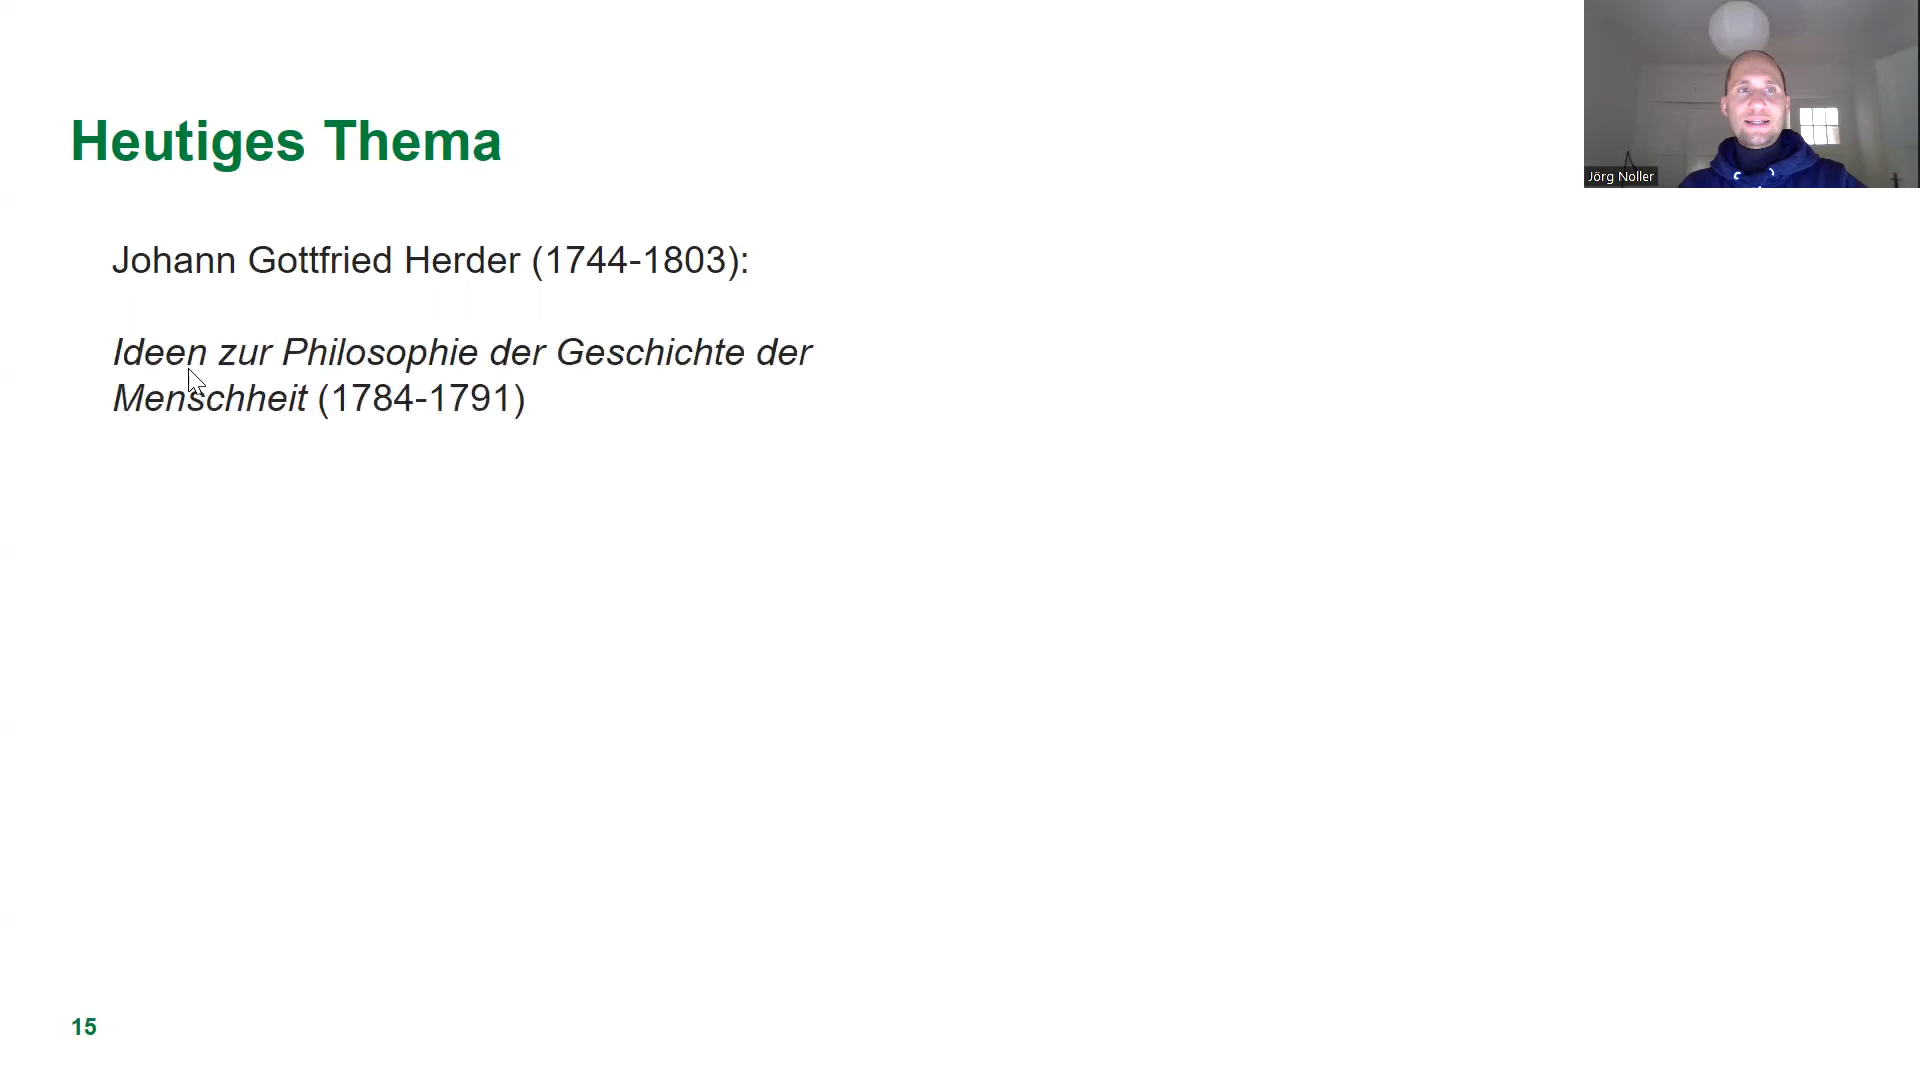 Heutiges Thema
Jörg Noller
Johann Gottfried Herder (1744-1803):
Ideen zur Philosophie der Geschichte der
Menschheit (1784-1791)
15